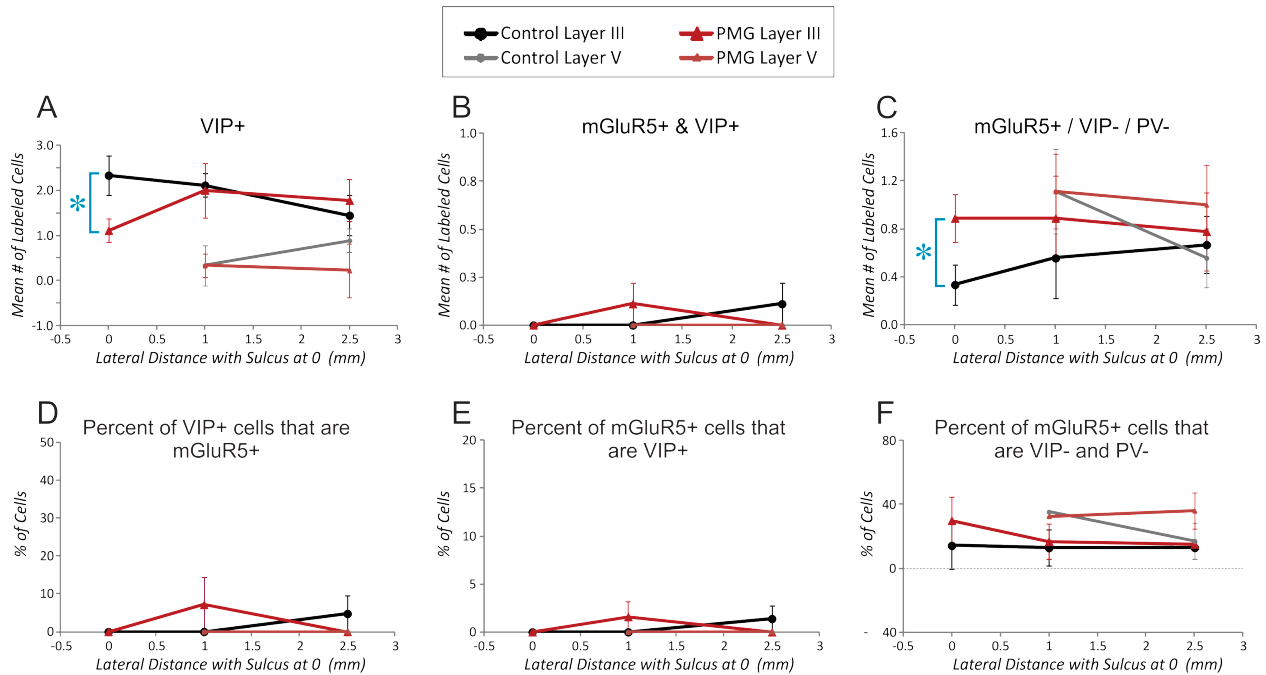 Control Layer III
PMG Layer III
Control Layer V
PMG Layer V
A
VIP+
Mean # of Labeled Cells
3.0
2.0
1.0
0.0
-1.0
*
-0.5
0
0.5
1
1.5
2
2.5
3
Lateral Distance with Sulcus at 0 (mm)
B
mGluR5+ & VIP+
Mean # of Labeled Cells
1.0
0.8
0.5
0.3
0.0
-0.5
0
0.5
1
1.5
2
2.5
3
Lateral Distance with Sulcus at 0 (mm)
C
mGluR5+ / VIP- / PV-
Mean # of Labeled Cells
1.6
1.2
0.8
0.4
0.0
*
-0.5
0
0.5
1
1.5
2
2.5
3
Lateral Distance with Sulcus at 0 (mm)
D
Percent of VIP+ cells that are
mGluR5+
% of Cells
50
40
30
20
10
0
-0.5
0
0.5
1
1.5
2
2.5
3
Lateral Distance with Sulcus at 0 (mm)
E
Percent of mGluR5+ cells that
are VIP+
% of Cells
20
15
10
5
0
-0.5
0
0.5
1
1.5
2
2.5
3
Lateral Distance with Sulcus at 0 (mm)
F
Percent of mGluR5+ cells that
are VIP- and PV-
% of Cells
80
40
0
- 40
-0.5
0
0.5
1
1.5
2
2.5
3
Lateral Distance with Sulcus at 0 (mm)